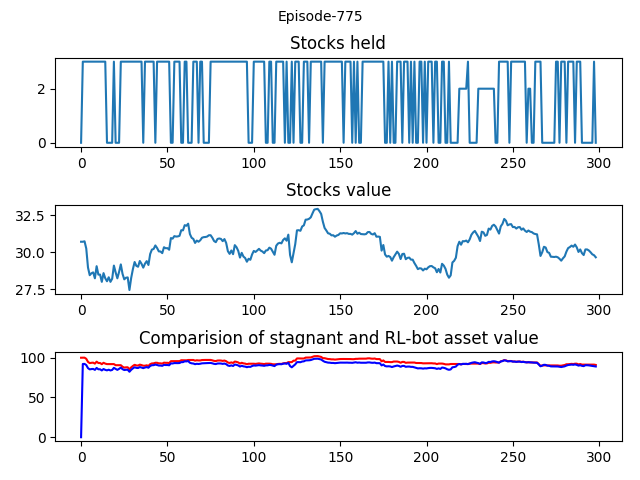 Episode-775
Stocks held
2
0
0 50 100 150 200 250 300
Stocks value
32.5
30.0
27.5
0 50 100 150 200 250 300
Comparision of stagnant and RL-bot asset value
100
50
0
0 50 100 150 200 250 300